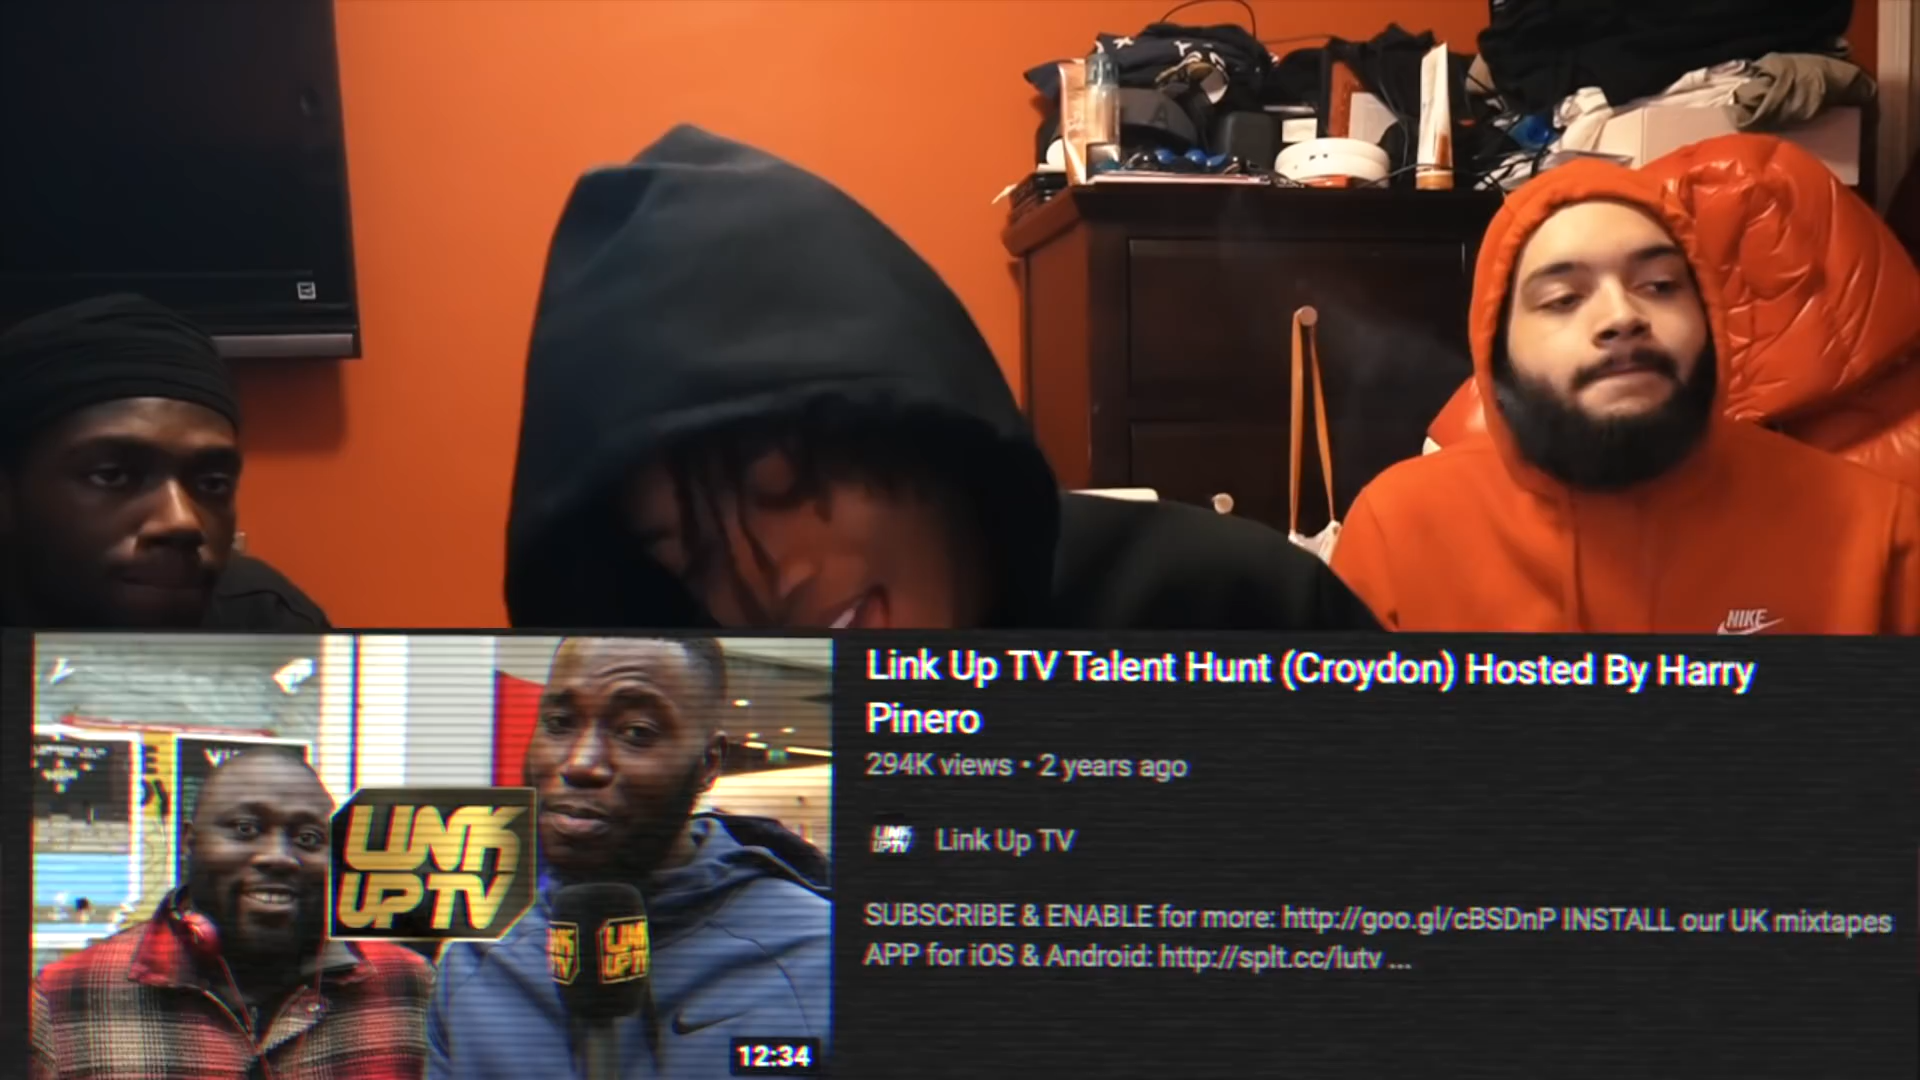 NIKE
Link Up TV Talent Hunt (Croydon) Hosted By Harry
Pinero
294K views • 2 years ago
LINK
UP TV
LINK
UPTV
Link Up TV
SUBSCRIBE & ENABLE for more: http://goo.gl/cBSDnP INSTALL our UK mixtapes
APP for iOS & Android: http://splt.cc/lutv ...
12:34